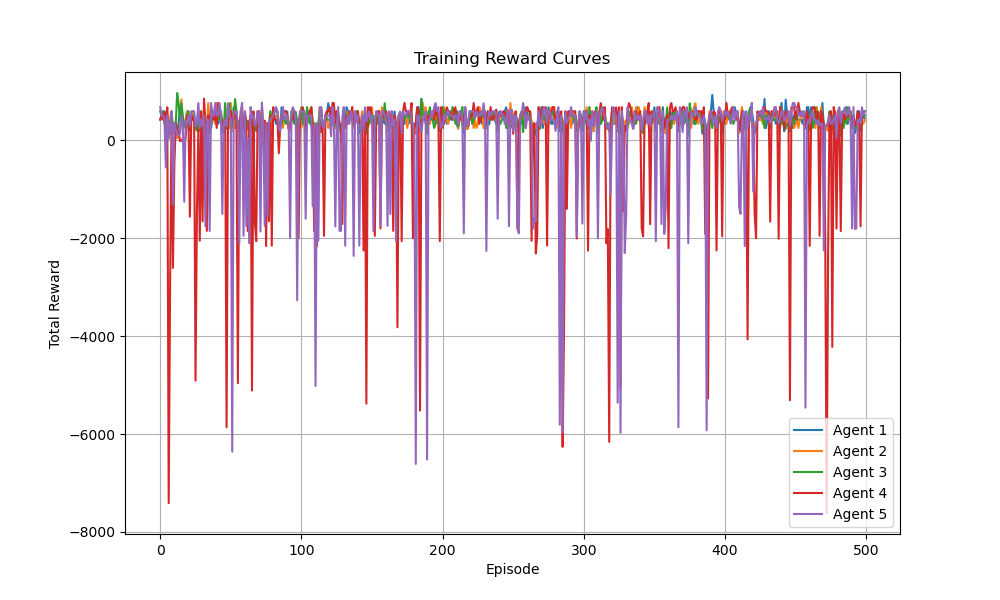 Training Reward Curves
Total Reward
0
−2000
−4000
−6000
−8000
0 100 200 300 400 500
Episode
Agent 1
Agent 2
Agent 3
Agent 4
Agent 5